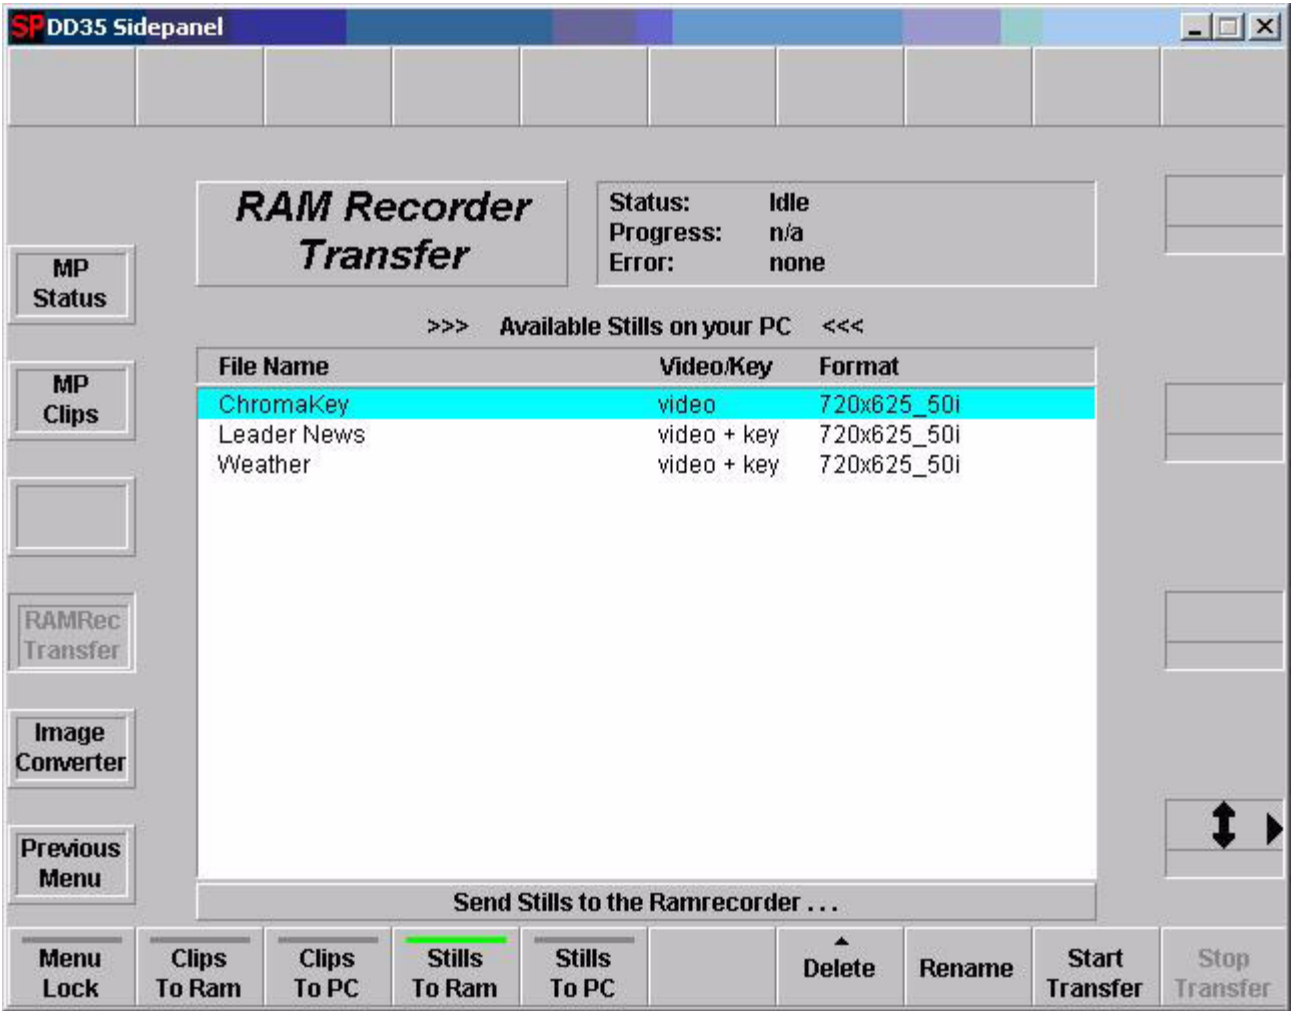 SP DD35 Sidepanel
RAM Recorder
Transfer
Status: Idle
Progress: n/a
Error: none
MP
Status
>>> Available Stills on your PC <<<
File Name Video/Key Format
MP
Clips
ChromaKey video 720x625_50i
Leader News video + key 720x625_50i
Weather video + key 720x625_50i
RAMRec
Transfer
Image
Converter
Previous
Menu
Send Stills to the Ramrecorder . . .
Menu
Lock
Clips
To Ram
Clips
To PC
Stills
To Ram
Stills
To PC
Delete
Rename
Start
Transfer
Stop
Transfer